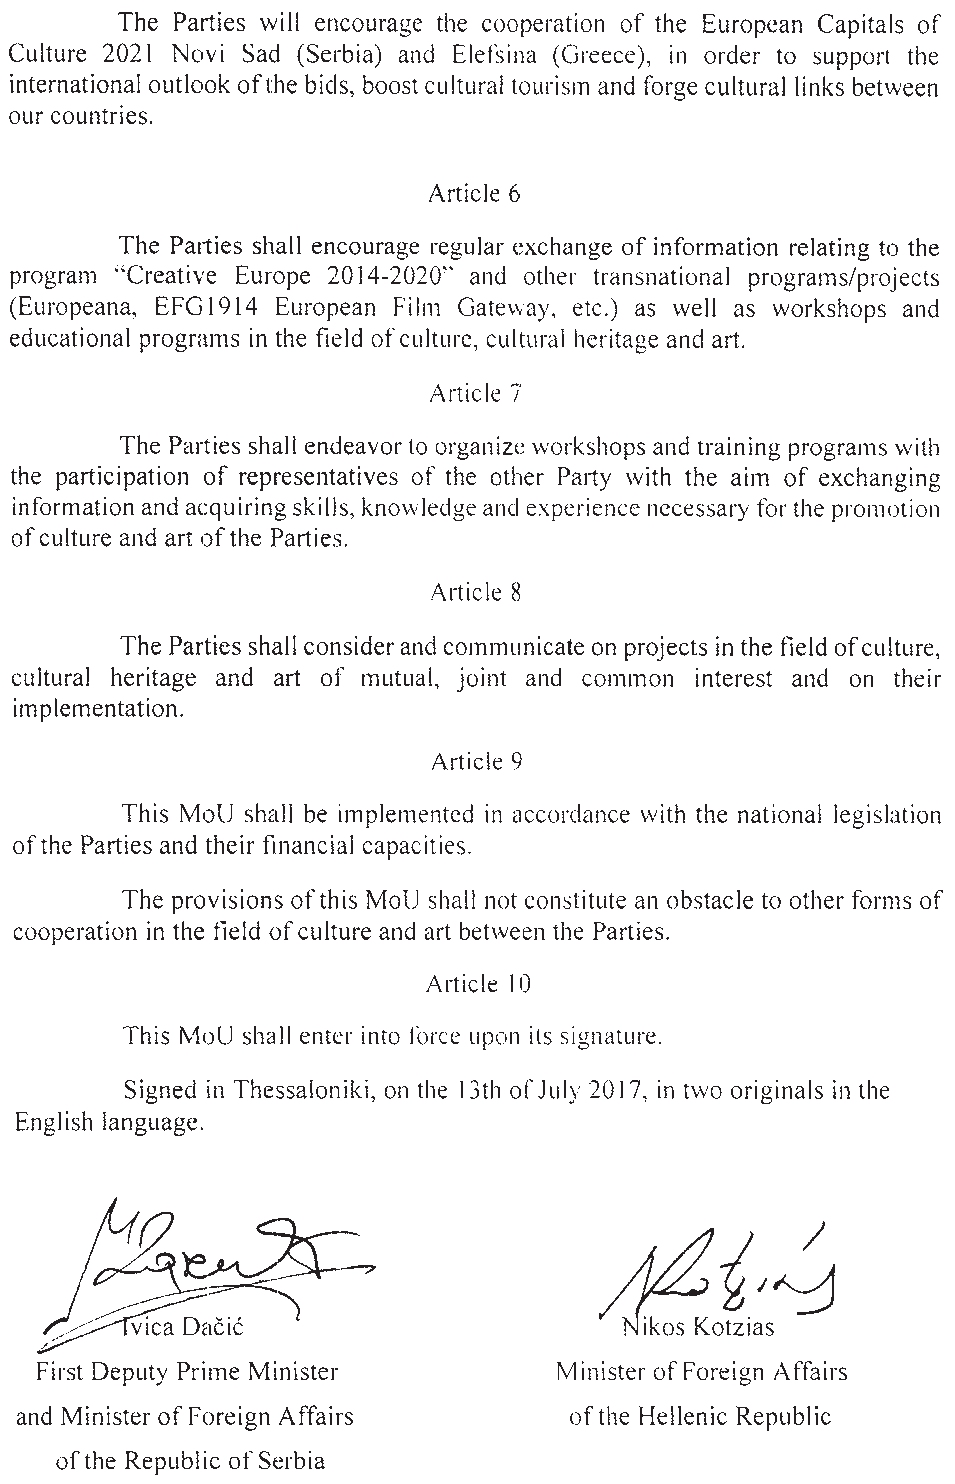 The Parties will encourage the cooperation of the European Capitals of
Culture 2021 Novi Sad (Serbia) and Elefsina (Greece), in order to support the
international outlook of the bids, boost cultural tourism and forge cultural links between
our countries.
Article 6
The Parties shall encourage regular exchange of information relating to the
program “Creative Europe 2014-2020” and other transnational programs/projects
(Europeana, EFG1914 European Film Gateway, etc.) as well as workshops and
educational programs in the field of culture, cultural heritage and art.
Article 7
The Parties shall endeavor to organize workshops and training programs with
the participation of representatives of the other Party with the aim of exchanging
information and acquiring skills, knowledge and experience necessary for the promotion
of culture and art of the Parties.
Article 8
The Parties shall consider and communicate on projects in the field of culture,
cultural heritage and art of mutual, joint and common interest and on their
implementation.
Article 9
This MoU shall be implemented in accordance with the national legislation
of the Parties and their financial capacities.
The provisions of this MoU shall not constitute an obstacle to other forms of
cooperation in the field of culture and art between the Parties.
Article 10
This MoU shall enter into force upon its signature.
Signed in Thessaloniki, on the 13th of July 2017, in two originals in the
English language.
Ivica Dačić
First Deputy Prime Minister
and Minister of Foreign Affairs
of the Republic of Serbia
Nikos Kotzias
Minister of Foreign Affairs
of the Hellenic Republic